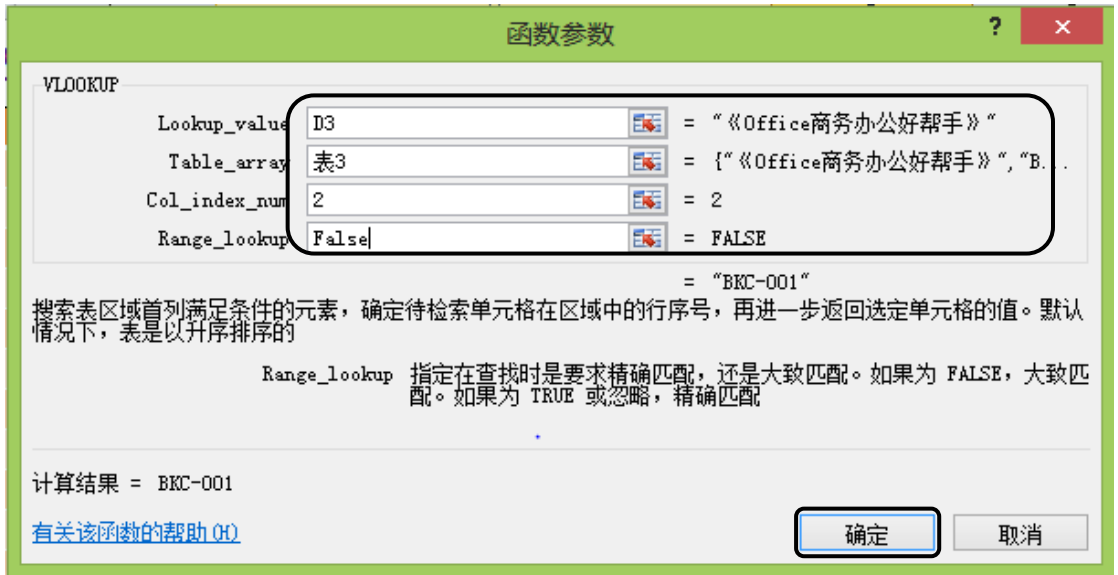 函数参数
?
×
VLOOKUP
Lookup_value D3 = "《Office商务办公好帮手》"
Table_array 表3 = {"《Office商务办公好帮手》","B...
Col_index_num 2 = 2
Range_lookup False = FALSE
= "BKC-001"
搜索表区域首列满足条件的元素，确定待检索单元格在区域中的行序号，再进一步返回选定单元格的值。默认
情况下，表是以升序排序的
Range_lookup 指定在查找时是要求精确匹配，还是大致匹配。如果为 FALSE，大致匹
配。如果为 TRUE 或忽略，精确匹配
计算结果 = BKC-001
有关该函数的帮助(H)
确定
取消